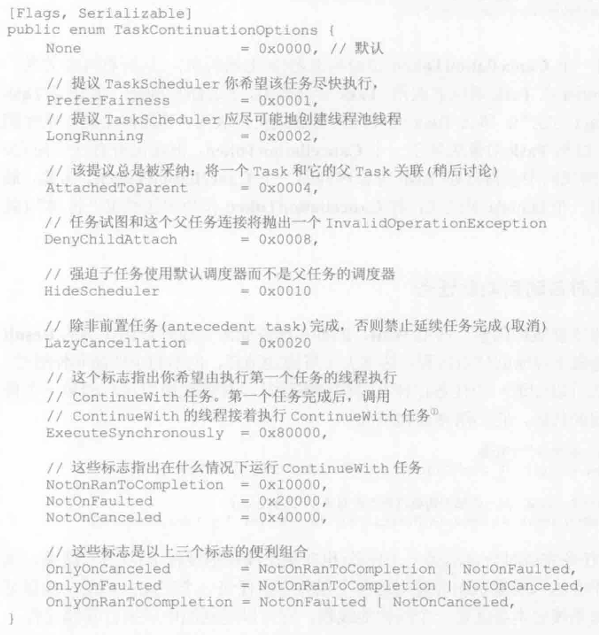 [Flags, Serializable]
public enum TaskContinuationOptions {
None = 0x0000, // 默认
// 提议 TaskScheduler 你希望该任务尽快执行，
PreferFairness = 0x0001,
// 提议 TaskScheduler 应尽可能地创建线程池线程
LongRunning = 0x0002,
// 该提议总是被采纳：将一个 Task 和它的父 Task 关联(稍后讨论)
AttachedToParent = 0x0004,
// 任务试图和这个父任务连接将抛出一个 InvalidOperationException
DenyChildAttach = 0x0008,
// 强迫子任务使用默认调度器而不是父任务的调度器
HideScheduler = 0x0010
// 除非前置任务(antecedent task)完成，否则禁止延续任务完成(取消)
LazyCancellation = 0x0020
// 这个标志指出你希望由执行第一个任务的线程执行
// ContinueWith 任务。第一个任务完成后，调用
// ContinueWith 的线程接着执行 ContinueWith 任务①
ExecuteSynchronously = 0x80000,
// 这些标志指出在什么情况下运行 ContinueWith 任务
NotOnRanToCompletion = 0x10000,
NotOnFaulted = 0x20000,
NotOnCanceled = 0x40000,
// 这些标志是以上三个标志的便利组合
OnlyOnCanceled = NotOnRanToCompletion | NotOnFaulted,
OnlyOnFaulted = NotOnRanToCompletion | NotOnCanceled,
OnlyOnRanToCompletion = NotOnFaulted | NotOnCanceled,
}